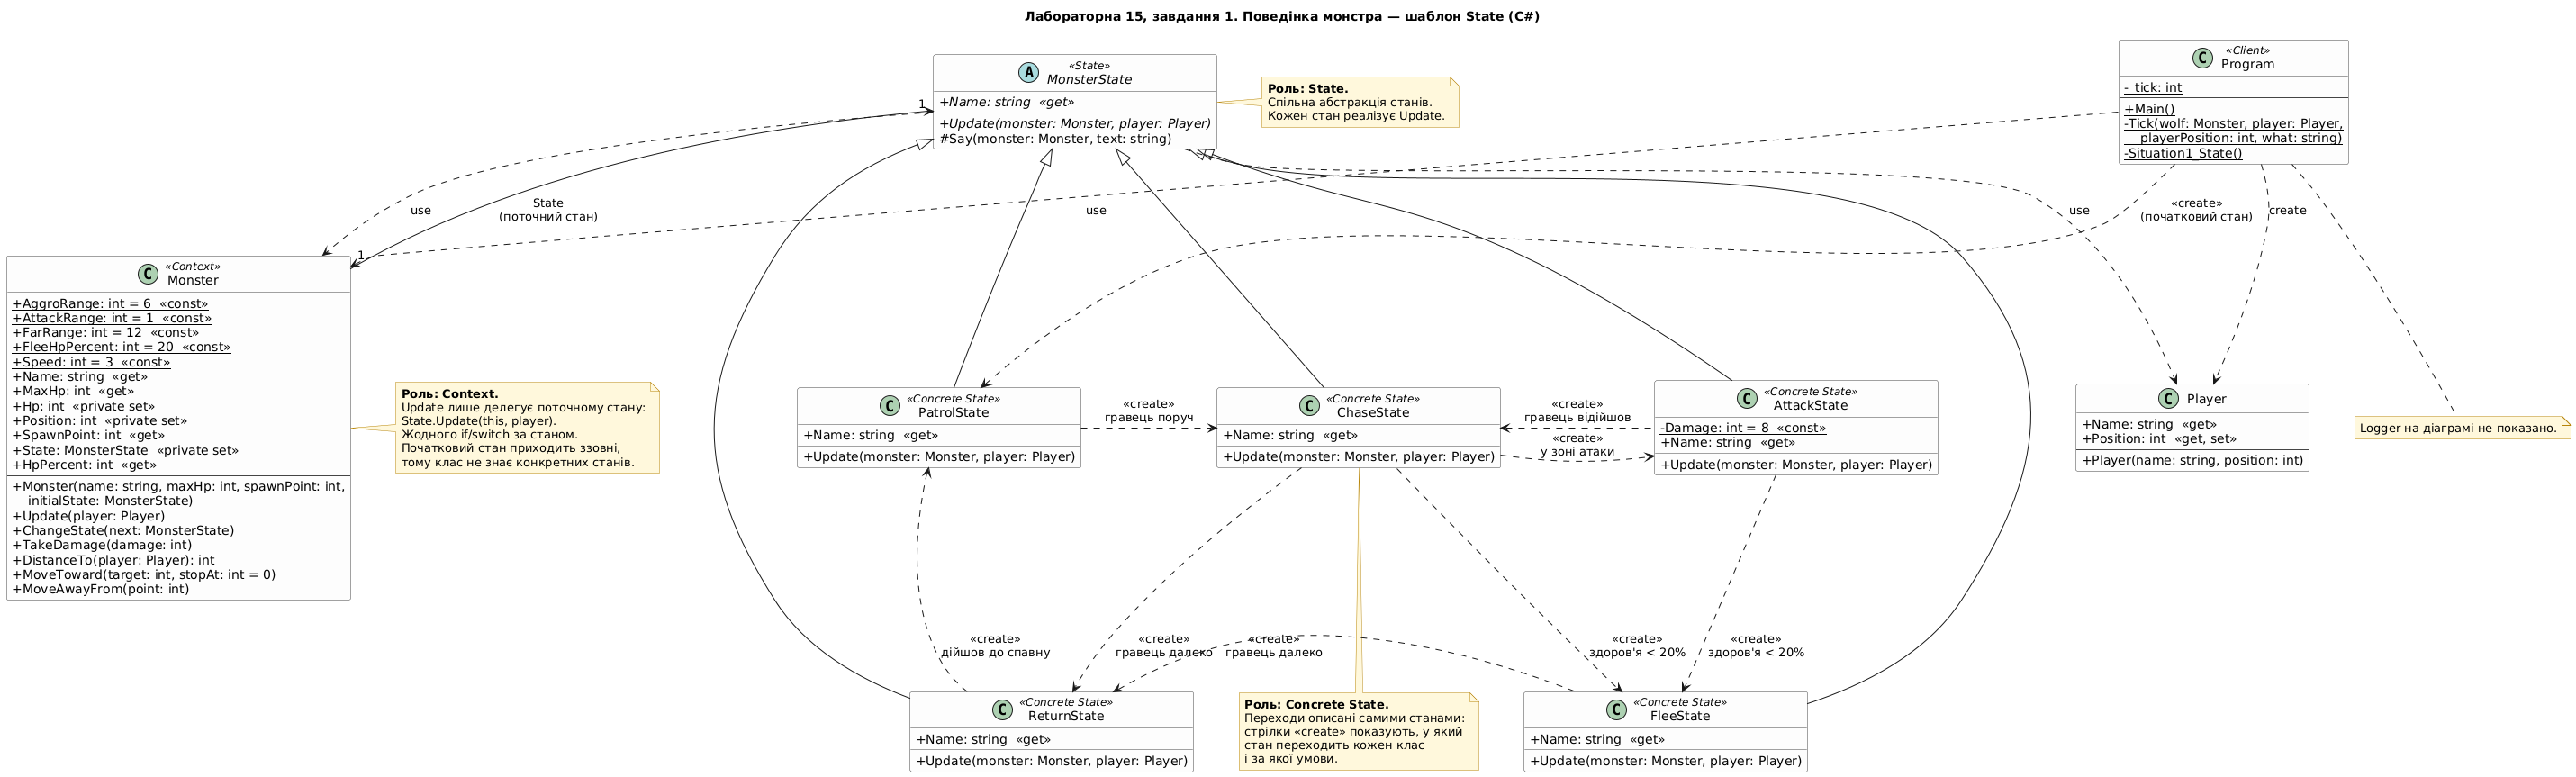 Лабораторна 15, завдання 1. Поведінка монстра — шаблон State (C#)
«State»
A MonsterState
+Name: string «get»
+Update(monster: Monster, player: Player)
#Say(monster: Monster, text: string)
Роль: State.
Спільна абстракція станів.
Кожен стан реалізує Update.
«Client»
C Program
-_tick: int
+Main()
-Tick(wolf: Monster, player: Player,
playerPosition: int, what: string)
-Situation1_State()
1
use
State
(поточний стан)
use
use
«create»
(початковий стан)
create
1
«Context»
C Monster
+AggroRange: int = 6 «const»
+AttackRange: int = 1 «const»
+FarRange: int = 12 «const»
+FleeHpPercent: int = 20 «const»
+Speed: int = 3 «const»
+Name: string «get»
+MaxHp: int «get»
+Hp: int «private set»
+Position: int «private set»
+SpawnPoint: int «get»
+State: MonsterState «private set»
+HpPercent: int «get»
+Monster(name: string, maxHp: int, spawnPoint: int,
initialState: MonsterState)
+Update(player: Player)
+ChangeState(next: MonsterState)
+TakeDamage(damage: int)
+DistanceTo(player: Player): int
+MoveToward(target: int, stopAt: int = 0)
+MoveAwayFrom(point: int)
Роль: Context.
Update лише делегує поточному стану:
State.Update(this, player).
Жодного if/switch за станом.
Початковий стан приходить ззовні,
тому клас не знає конкретних станів.
«Concrete State»
C PatrolState
+Name: string «get»
+Update(monster: Monster, player: Player)
«create»
гравець поруч
«Concrete State»
C ChaseState
+Name: string «get»
+Update(monster: Monster, player: Player)
«create»
гравець відійшов
«create»
у зоні атаки
«Concrete State»
C AttackState
-Damage: int = 8 «const»
+Name: string «get»
+Update(monster: Monster, player: Player)
C Player
+Name: string «get»
+Position: int «get, set»
+Player(name: string, position: int)
Logger на діаграмі не показано.
«create»
дійшов до спавну
«create»
гравець далеко
«create»
гравець далеко
«create»
здоров'я < 20%
«create»
здоров'я < 20%
«Concrete State»
C ReturnState
+Name: string «get»
+Update(monster: Monster, player: Player)
Роль: Concrete State.
Переходи описані самими станами:
стрілки «create» показують, у який
стан переходить кожен клас
і за якої умови.
«Concrete State»
C FleeState
+Name: string «get»
+Update(monster: Monster, player: Player)